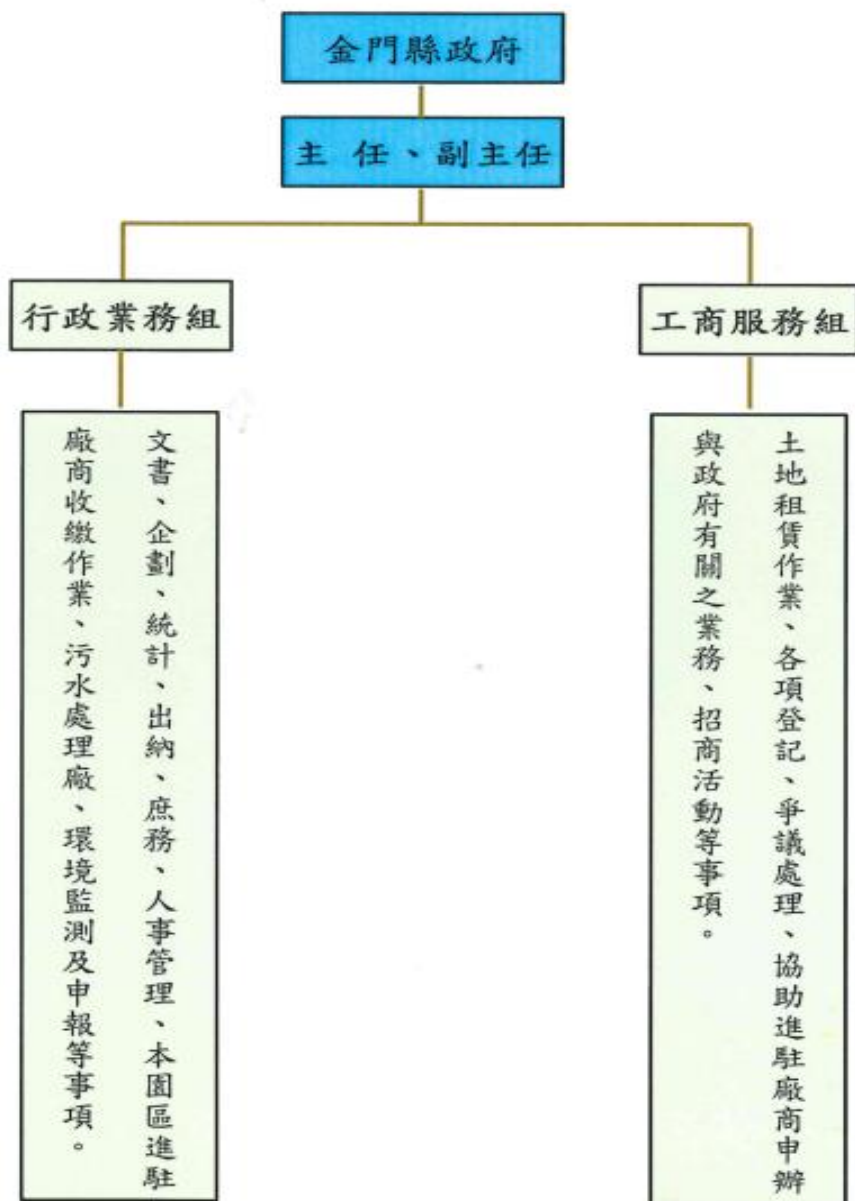 金門縣政府
主 任、副主任
行政業務組
工商服務組
文書、企劃、統計、出納、庶務、人事管理、本園區進駐
廠商收繳作業、污水處理廠、環境監測及申報等事項。
土地租賃作業、各項登記、爭議處理、協助進駐廠商申辦
與政府有關之業務、招商活動等事項。